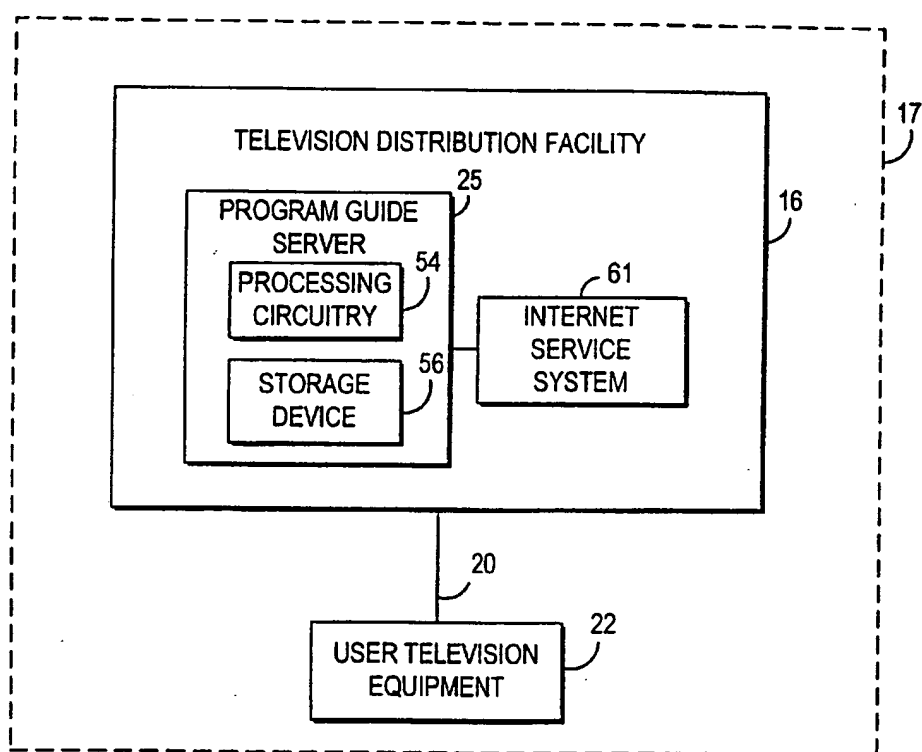 17
TELEVISION DISTRIBUTION FACILITY
16
25
PROGRAM GUIDE
SERVER
54
PROCESSING
CIRCUITRY
56
STORAGE
DEVICE
61
INTERNET
SERVICE
SYSTEM
20
22
USER TELEVISION
EQUIPMENT